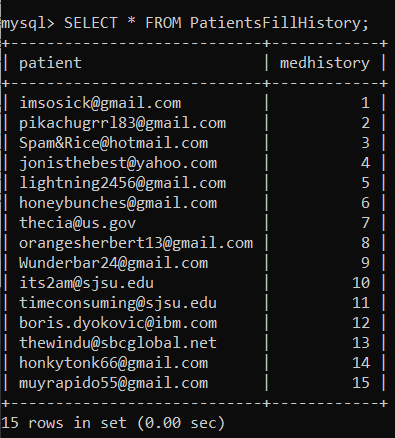 mysql> SELECT * FROM PatientsFillHistory;
+---------------------------+------------+
| patient                   | medhistory |
+---------------------------+------------+
| imsosick@gmail.com        |          1 |
| pikachugrrl83@gmail.com   |          2 |
| Spam&Rice@hotmail.com     |          3 |
| jonisthebest@yahoo.com    |          4 |
| lightning2456@gmail.com   |          5 |
| honeybunches@gmail.com    |          6 |
| thecia@us.gov             |          7 |
| orangesherbert13@gmail.com |          8 |
| Wunderbar24@gmail.com     |          9 |
| its2am@sjsu.edu           |         10 |
| timeconsuming@sjsu.edu    |         11 |
| boris.dyokovic@ibm.com    |         12 |
| thewindu@sbcglobal.net    |         13 |
| honkytonk66@gmail.com     |         14 |
| muyrapido55@gmail.com     |         15 |
+---------------------------+------------+
15 rows in set (0.00 sec)